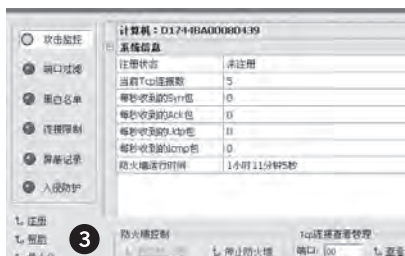 攻击监控
端口过滤
黑白名单
连接限制
屏蔽记录
入侵防护
注册
帮助
计算机：D1744BA00080439
系统信息
注册状态 未注册
当前Tcp连接数 5
每秒收到的Syn包 0
每秒收到的Ack包 0
每秒收到的Udp包 0
每秒收到的Icmp包 0
防火墙运行时间 1小时11分钟5秒
3
防火墙控制
停止防火墙
Tcp连接查看管理
端口：
查看